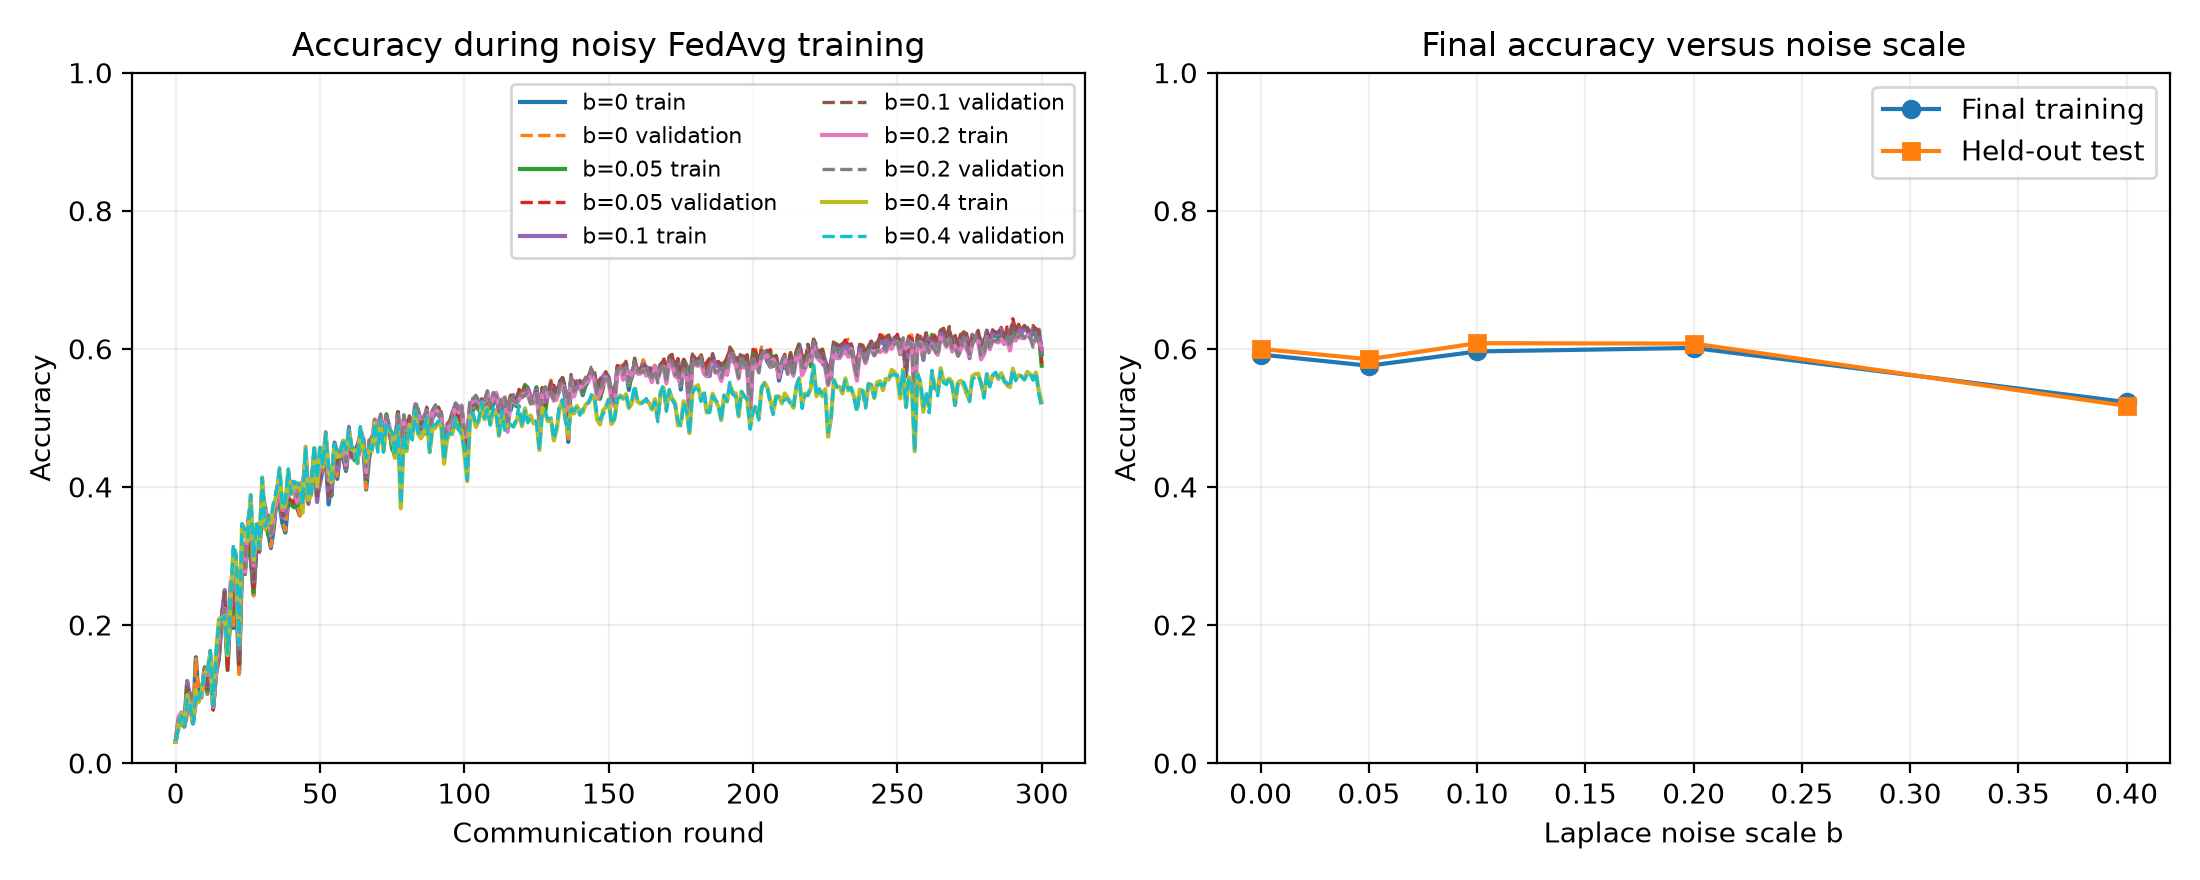 Accuracy during noisy FedAvg training
1.0
0.8
0.6
0.4
0.2
0.0
Accuracy
b=0 train
b=0 validation
b=0.05 train
b=0.05 validation
b=0.1 train
b=0.1 validation
b=0.2 train
b=0.2 validation
b=0.4 train
b=0.4 validation
0 50 100 150 200 250 300
Communication round
Final accuracy versus noise scale
1.0
0.8
0.6
0.4
0.2
0.0
Accuracy
Final training
Held-out test
0.00 0.05 0.10 0.15 0.20 0.25 0.30 0.35 0.40
Laplace noise scale b